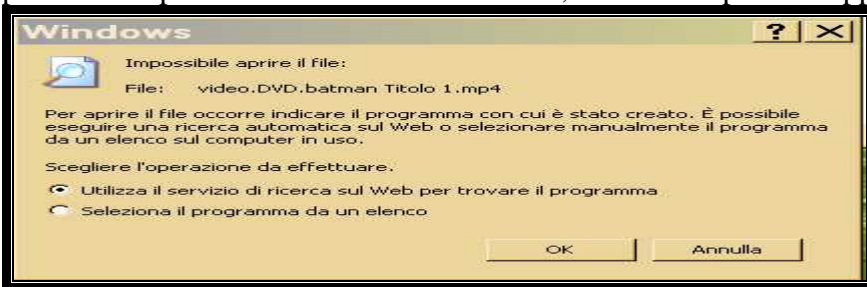 Windows
Impossibile aprire il file:
File: video.DVD.batman Titolo 1.mp4
Per aprire il file occorre indicare il programma con cui è stato creato. È possibile
eseguire una ricerca automatica sul Web o selezionare manualmente il programma
da un elenco sul computer in uso.
Scegliere l'operazione da effettuare.
Utilizza il servizio di ricerca sul Web per trovare il programma
Seleziona il programma da un elenco
OK Annulla